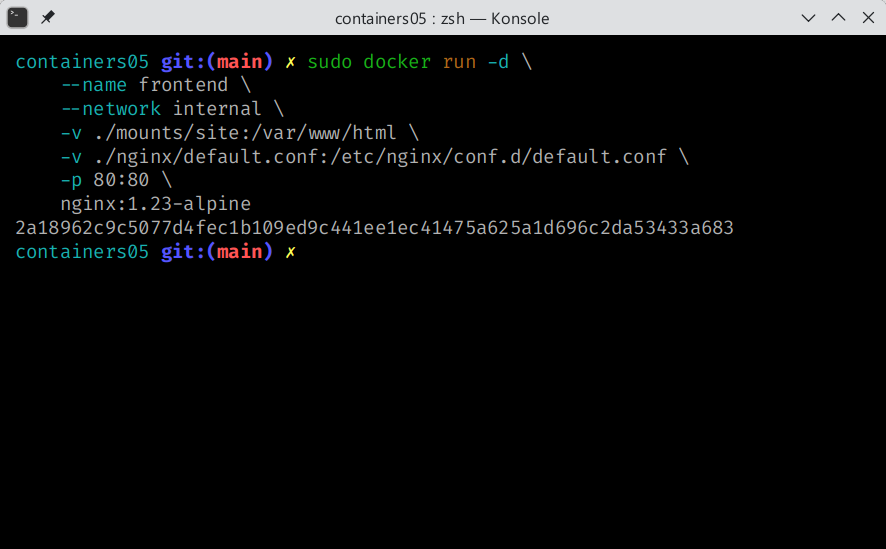 containers05 : zsh — Konsole
containers05 git:(main) ✗ sudo docker run -d \
    --name frontend \
    --network internal \
    -v ./mounts/site:/var/www/html \
    -v ./nginx/default.conf:/etc/nginx/conf.d/default.conf \
    -p 80:80 \
    nginx:1.23-alpine
2a18962c9c5077d4fec1b109ed9c441ee1ec41475a625a1d696c2da53433a683
containers05 git:(main) ✗